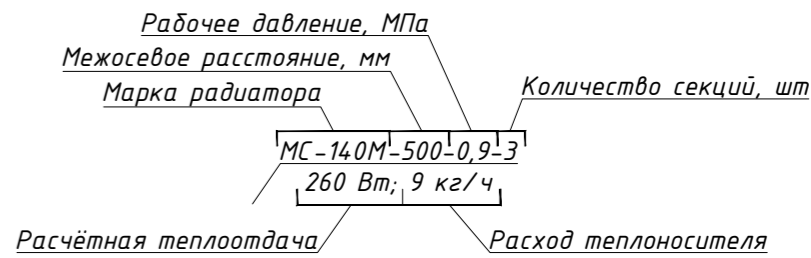 Рабочее давление, МПа
Межосевое расстояние, мм
Марка радиатора
Количество секций, шт
МС-140М-500-0,9-3
260 Вт; 9 кг/ч
Расчётная теплоотдача
Расход теплоносителя